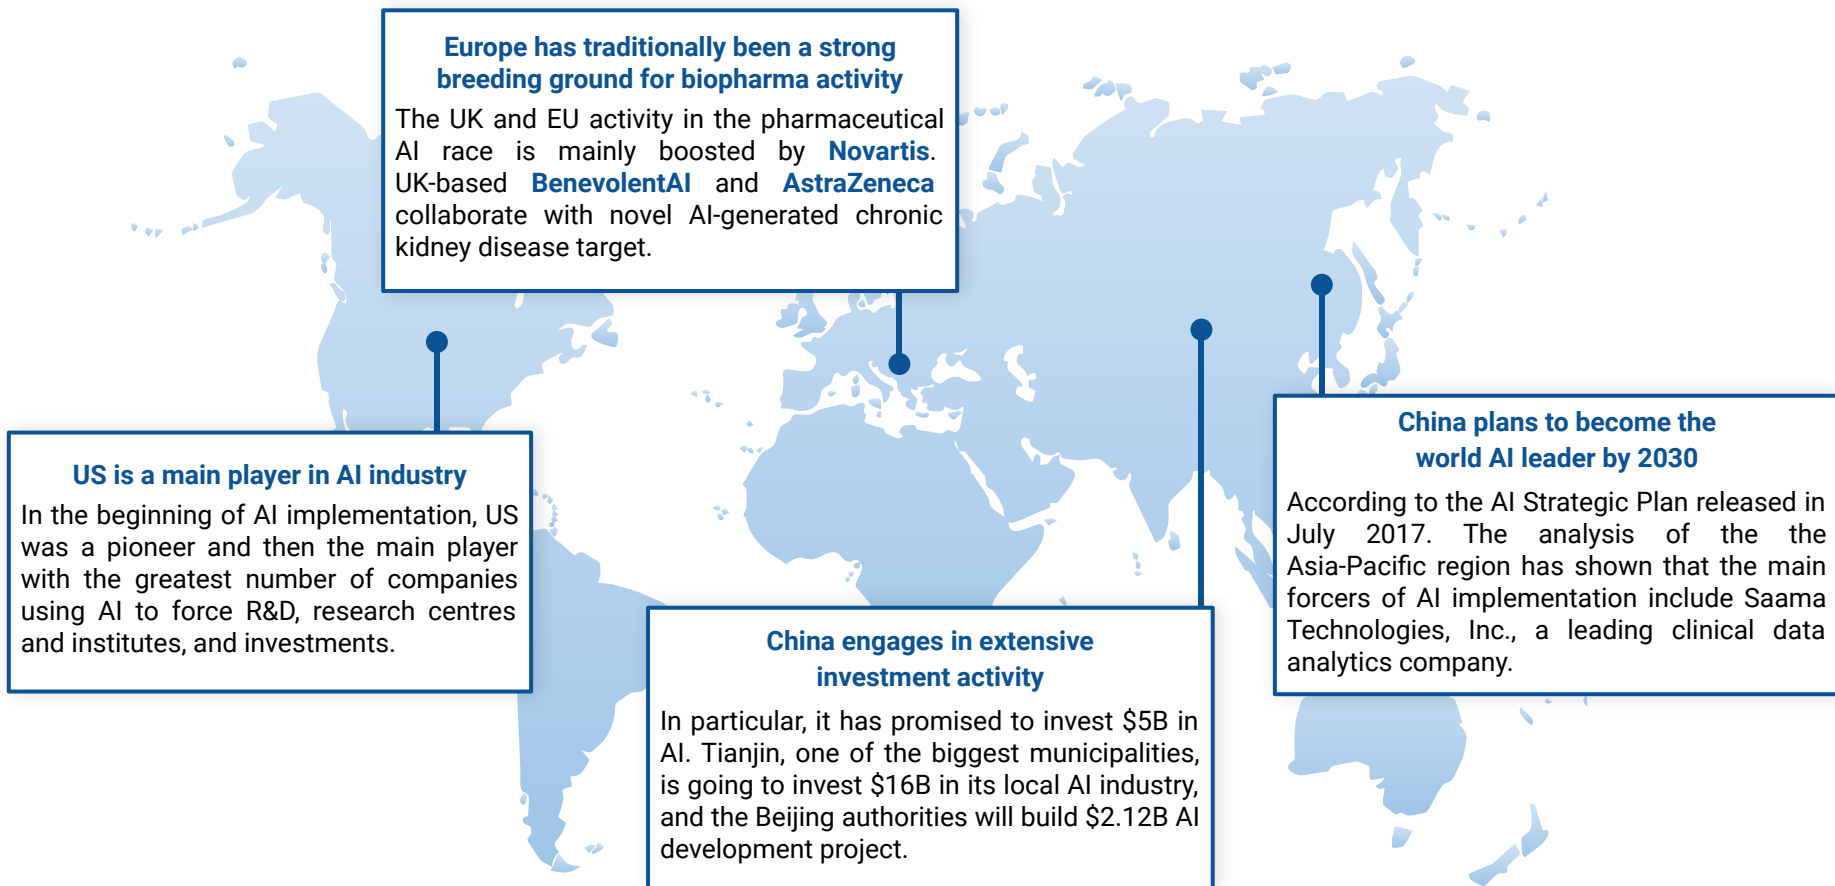 Europe has traditionally been a strong
breeding ground for biopharma activity
The UK and EU activity in the pharmaceutical
AI race is mainly boosted by Novartis.
UK-based BenevolentAI and AstraZeneca
collaborate with novel AI-generated chronic
kidney disease target.
US is a main player in AI industry
In the beginning of AI implementation, US
was a pioneer and then the main player
with the greatest number of companies
using AI to force R&D, research centres
and institutes, and investments.
China engages in extensive
investment activity
In particular, it has promised to invest $5B in
AI. Tianjin, one of the biggest municipalities,
is going to invest $16B in its local AI industry,
and the Beijing authorities will build $2.12B AI
development project.
China plans to become the
world AI leader by 2030
According to the AI Strategic Plan released in
July 2017. The analysis of the the
Asia-Pacific region has shown that the main
forcers of AI implementation include Saama
Technologies, Inc., a leading clinical data
analytics company.